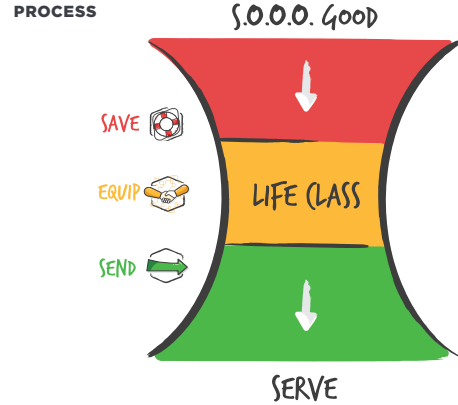 PROCESS
S.O.O.O. GOOD
SAVE
EQUIP
LIFE CLASS
SEND
SERVE